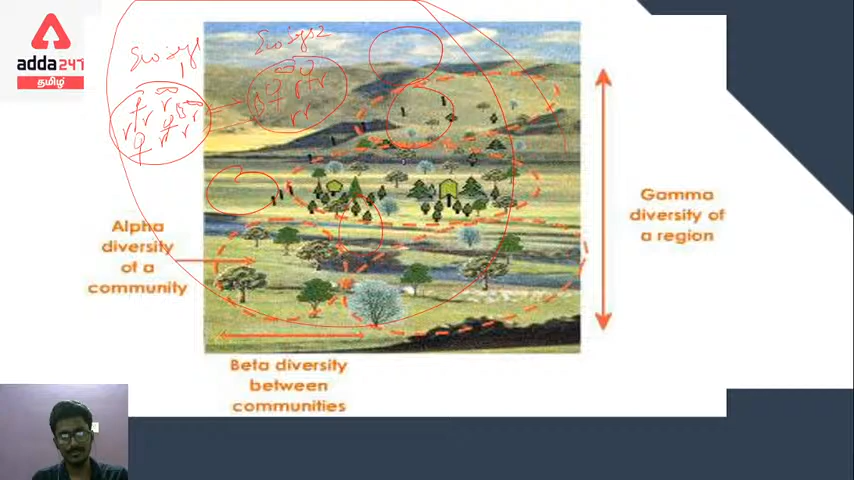 adda247
தமிழ்
Eco sys 1
Eco sys 2
Alpha
diversity
of a
community
Gamma
diversity of
a region
Beta diversity
between
communities